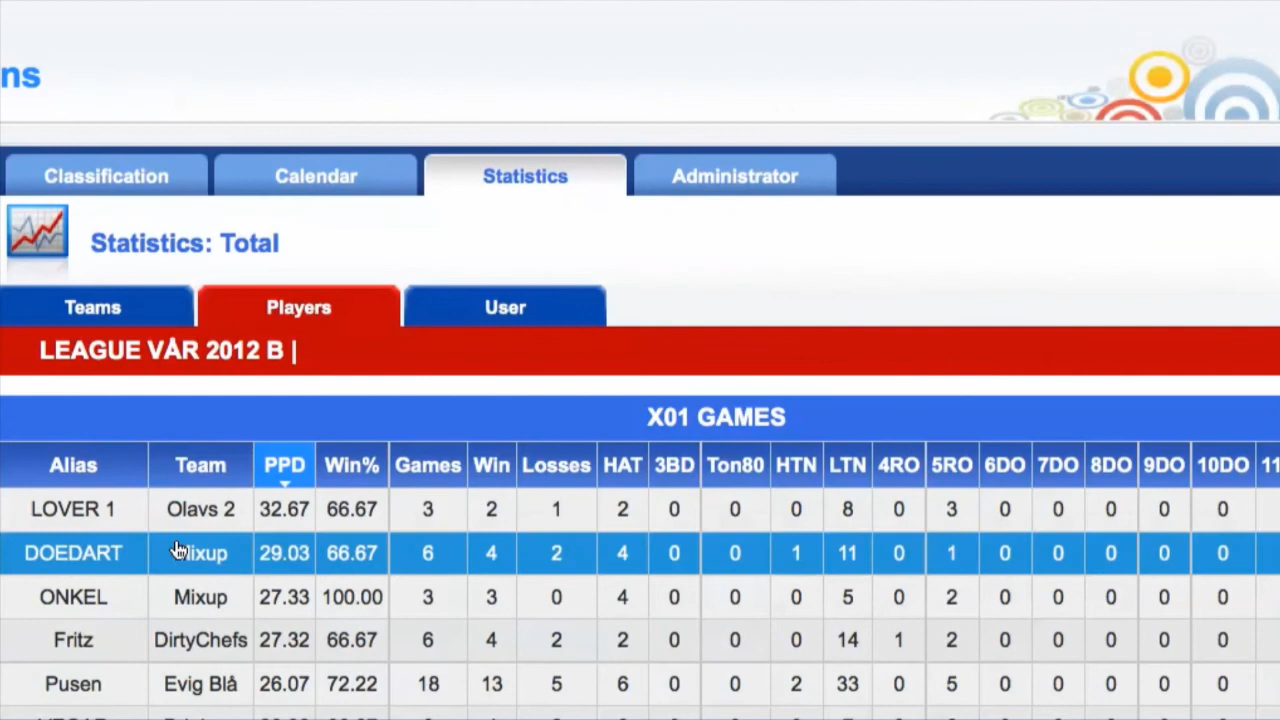 ns
Classification Calendar Statistics Administrator
Statistics: Total
Teams Players User
LEAGUE VÅR 2012 B |
X01 GAMES
Alias Team PPD Win% Games Win Losses HAT 3BD Ton80 HTN LTN 4RO 5RO 6DO 7DO 8DO 9DO 10DO 11
LOVER 1 Olavs 2 32.67 66.67 3 2 1 2 0 0 0 8 0 3 0 0 0 0 0
DOEDART Mixup 29.03 66.67 6 4 2 4 0 0 1 11 0 1 0 0 0 0 0
ONKEL Mixup 27.33 100.00 3 3 0 4 0 0 0 5 0 2 0 0 0 0 0
Fritz DirtyChefs 27.32 66.67 6 4 2 2 0 0 0 14 1 2 0 0 0 0 0
Pusen Evig Blå 26.07 72.22 18 13 5 6 0 0 2 33 0 5 0 0 0 0 0